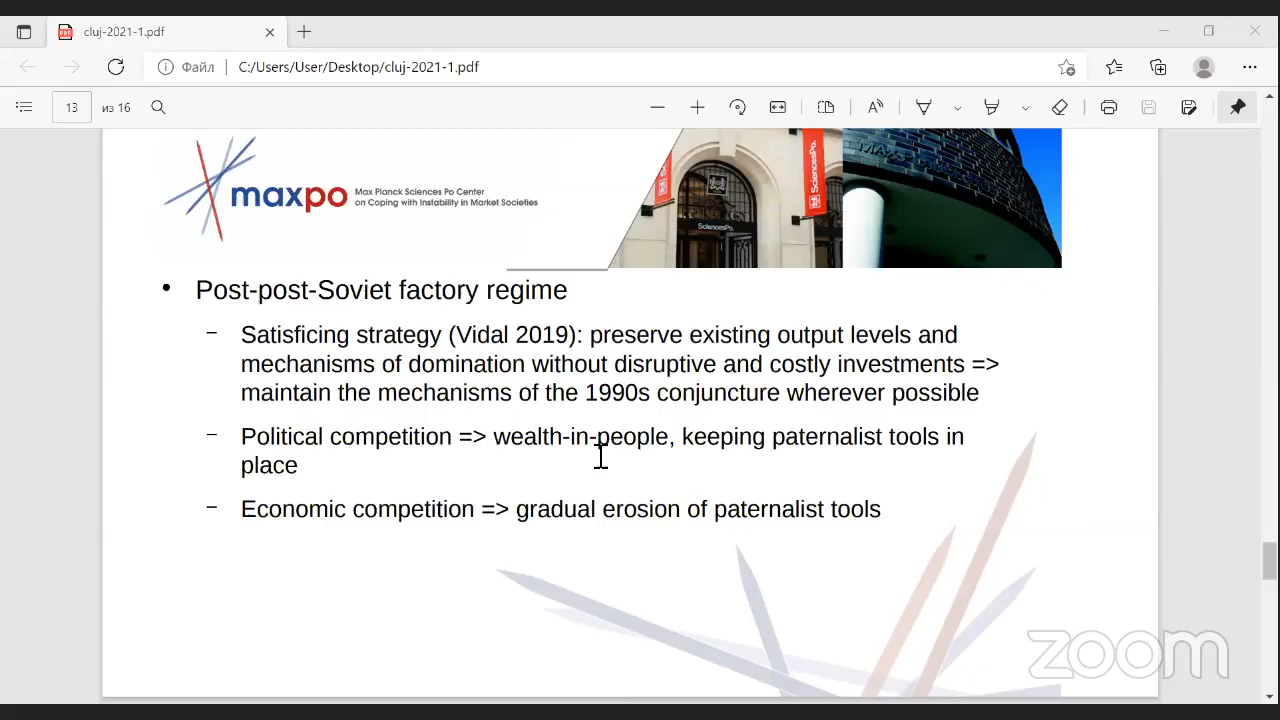 cluj-2021-1.pdf
Файл
C:/Users/User/Desktop/cluj-2021-1.pdf
13
из 16
maxpo
Max Planck Sciences Po Center
on Coping with Instability in Market Societies
SciencesPo.
SciencesPo.
Post-post-Soviet factory regime
Satisficing strategy (Vidal 2019): preserve existing output levels and
mechanisms of domination without disruptive and costly investments =>
maintain the mechanisms of the 1990s conjuncture wherever possible
Political competition => wealth-in-people, keeping paternalist tools in
place
Economic competition => gradual erosion of paternalist tools
zoom